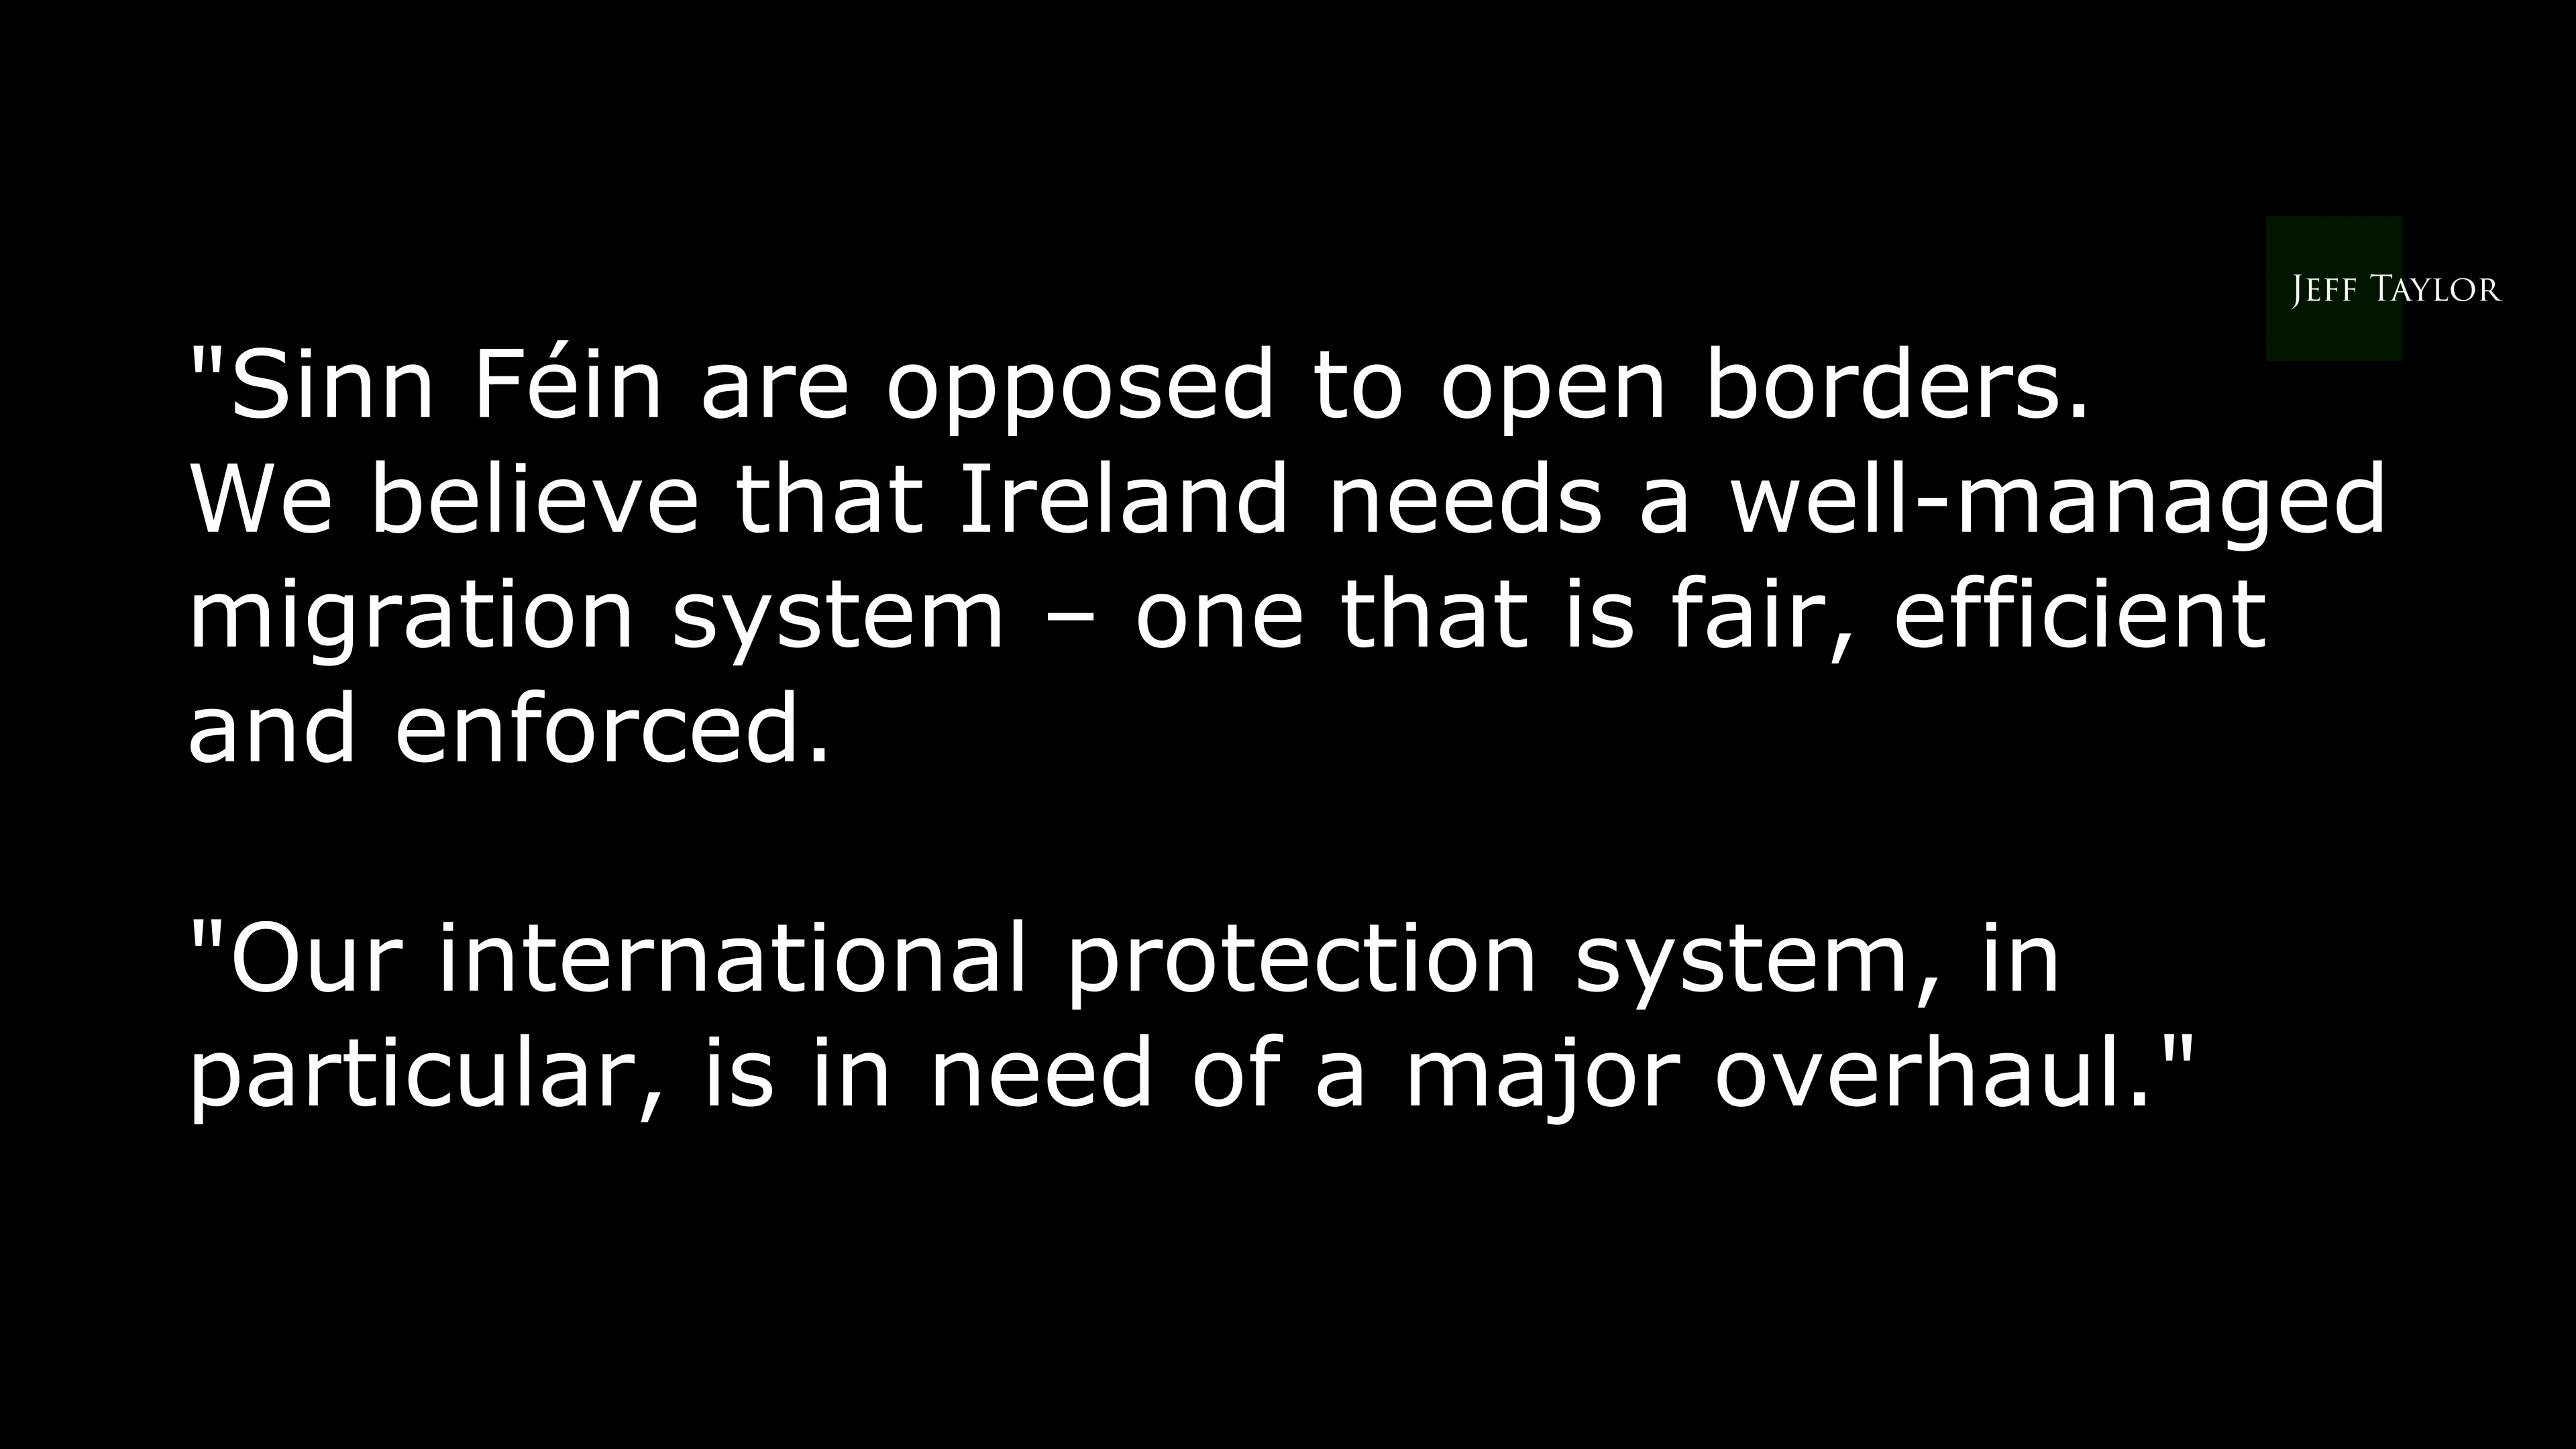 JEFF TAYLOR
"Sinn Féin are opposed to open borders.
We believe that Ireland needs a well-managed
migration system – one that is fair, efficient
and enforced.
"Our international protection system, in
particular, is in need of a major overhaul."